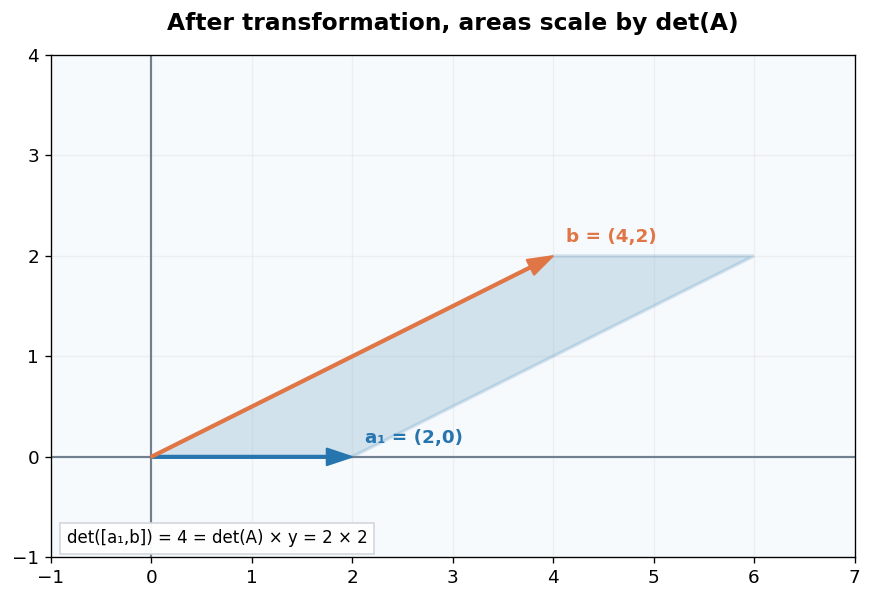 After transformation, areas scale by det(A)
4
3
2
1
0
−1
b = (4,2)
a₁ = (2,0)
det([a₁,b]) = 4 = det(A) × y = 2 × 2
−1 0 1 2 3 4 5 6 7